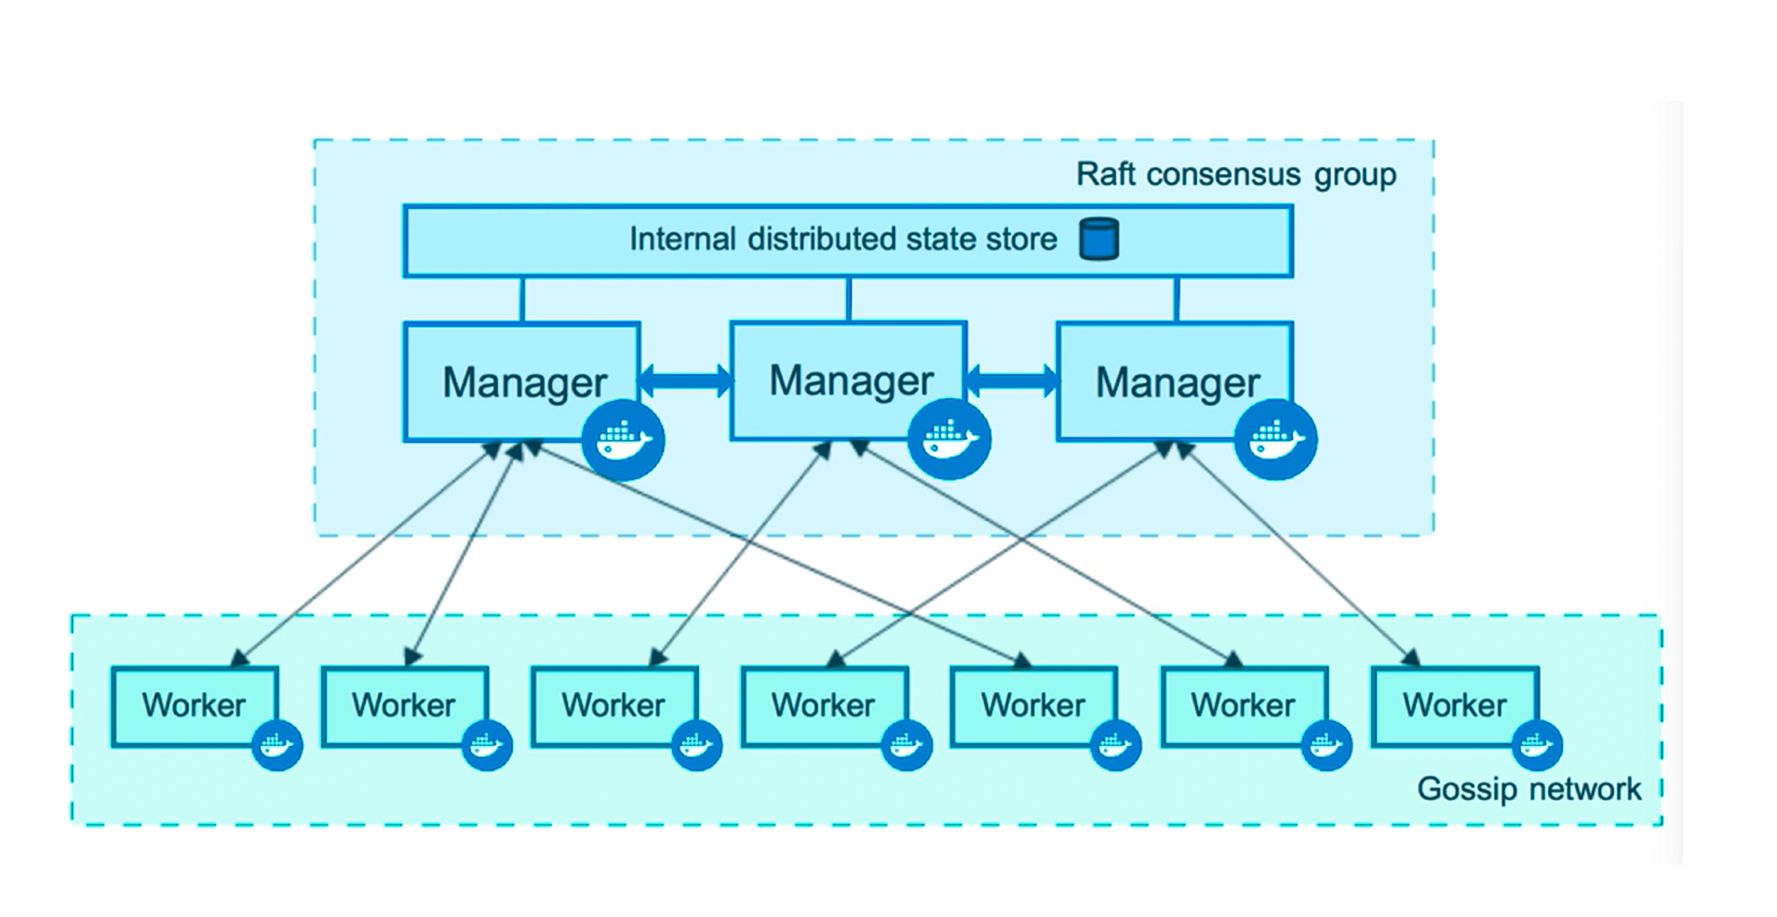 Raft consensus group
Internal distributed state store
Manager
Manager
Manager
Worker
Worker
Worker
Worker
Worker
Worker
Worker
Gossip network